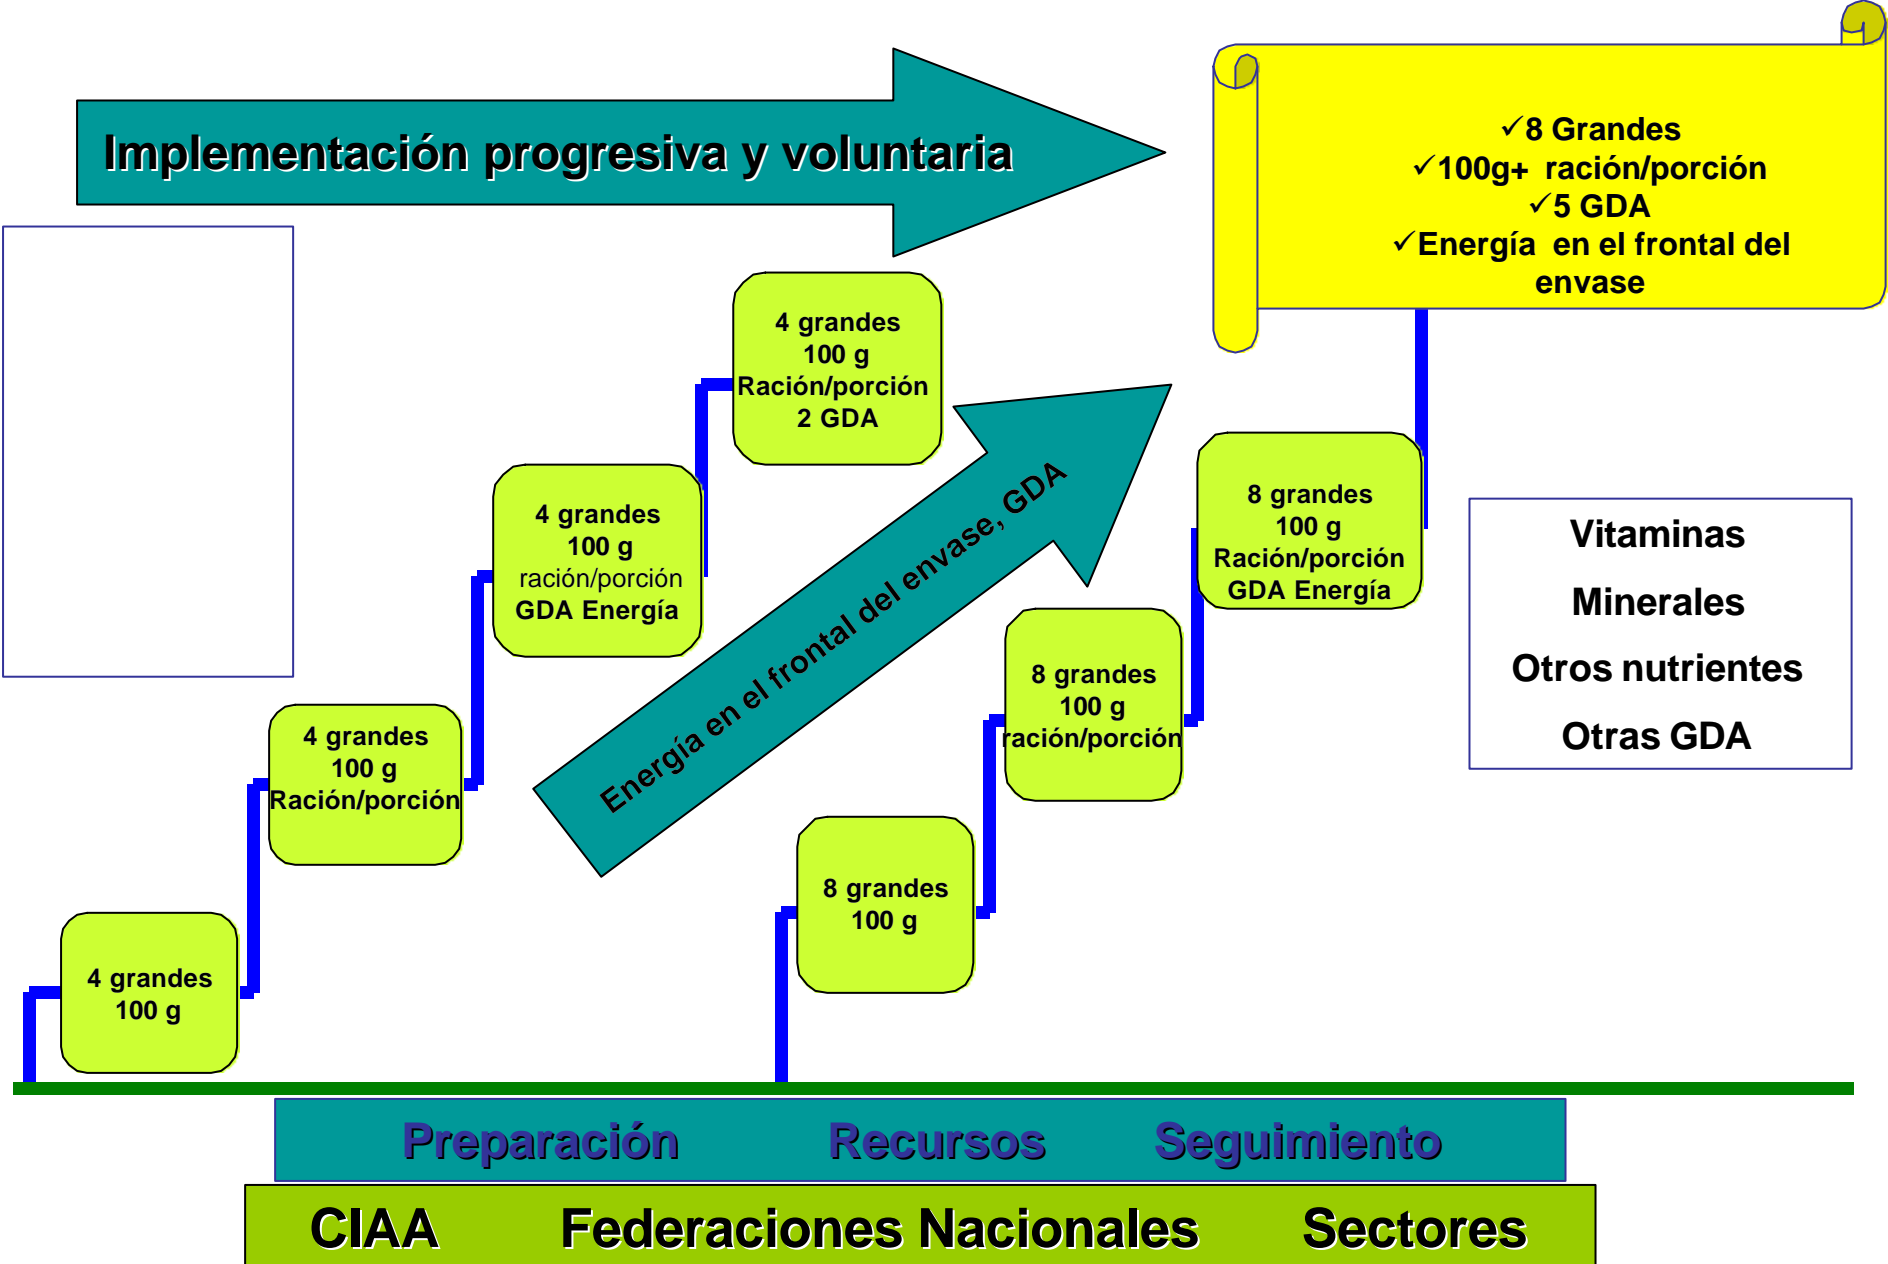 Implementación progresiva y voluntaria
✓8 Grandes
✓100g+ ración/porción
✓5 GDA
✓Energía en el frontal del
envase
4 grandes
100 g
Ración/porción
2 GDA
4 grandes
100 g
ración/porción
GDA Energía
4 grandes
100 g
Ración/porción
4 grandes
100 g
Energía en el frontal del envase, GDA
8 grandes
100 g
Ración/porción
GDA Energía
8 grandes
100 g
ración/porción
8 grandes
100 g
Vitaminas
Minerales
Otros nutrientes
Otras GDA
Preparación Recursos Seguimiento
CIAA Federaciones Nacionales Sectores